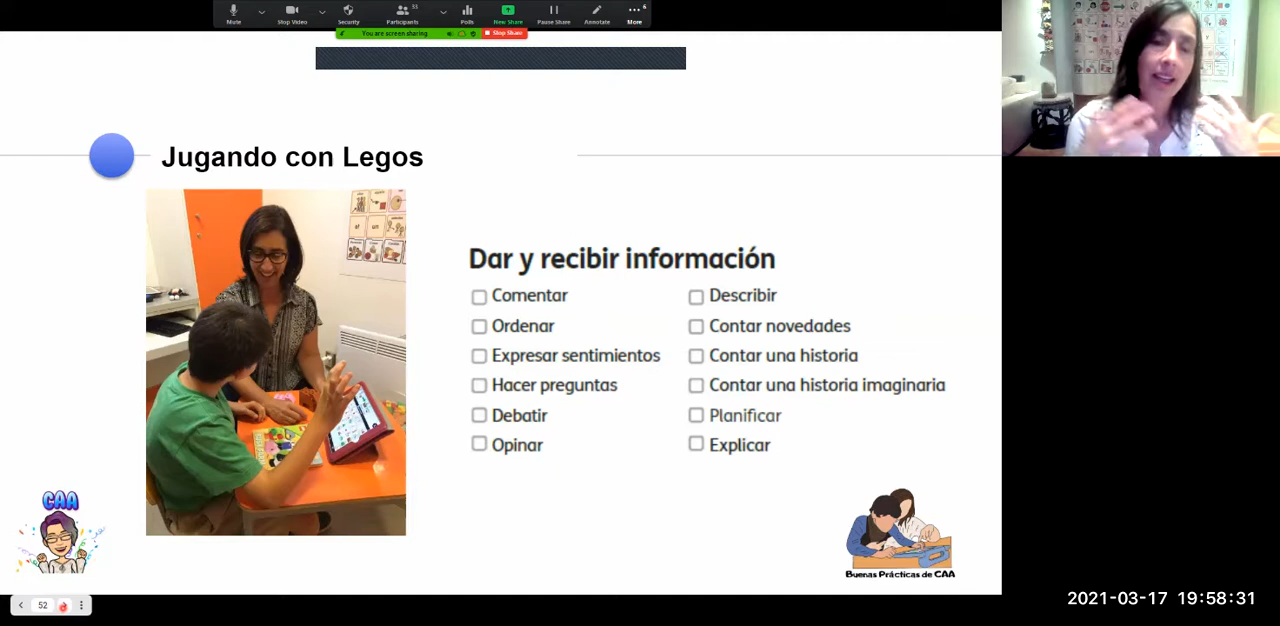 Mute
Stop Video
Security
Participants
33
Polls
New Share
Pause Share
Annotate
More
6
You are screen sharing
Stop Share
Jugando con Legos
Dar y recibir información
Comentar
Ordenar
Expresar sentimientos
Hacer preguntas
Debatir
Opinar
Describir
Contar novedades
Contar una historia
Contar una historia imaginaria
Planificar
Explicar
CAA
Buenas Prácticas de CAA
52
2021-03-17 19:58:31